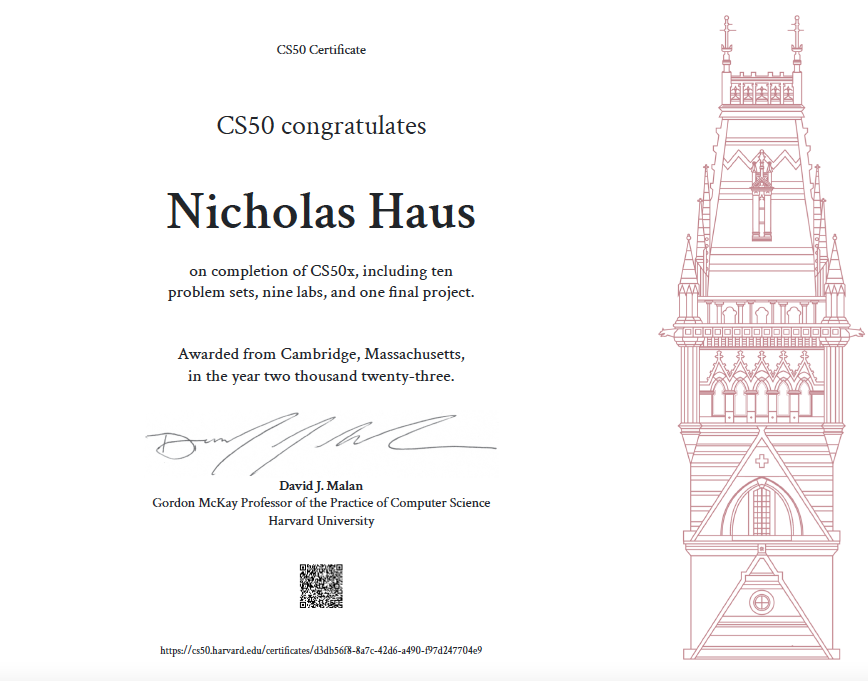 CS50 Certificate
CS50 congratulates
Nicholas Haus
on completion of CS50x, including ten
problem sets, nine labs, and one final project.
Awarded from Cambridge, Massachusetts,
in the year two thousand twenty-three.
David J. Malan
Gordon McKay Professor of the Practice of Computer Science
Harvard University
https://cs50.harvard.edu/certificates/d3db56f8-8a7c-42d6-a490-f97d247704e9